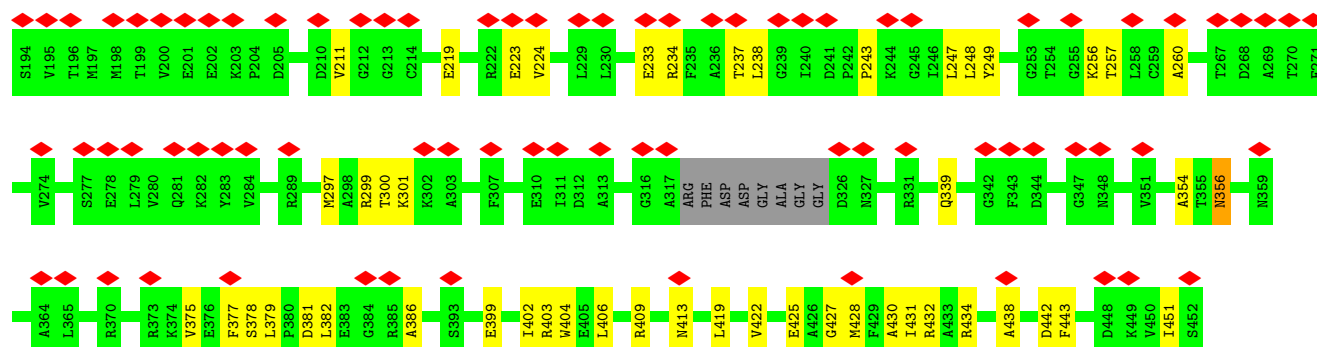 S194 V195 T196 M197 M198 T199 V200 E201 E202 K203 P204 D205 D210 V211 G212 G213 C214 E219 R222 E223 V224 L229 L230 E233 R234 F235 A236 T237 L238 G239 I240 D241 P242 P243 K244 G245 I246 L247 L248 Y249 G253 T254 G255 K256 T257 L258 C259 A260 T267 D268 A269 T270 F271
V274 S277 E278 L279 V280 Q281 K282 Y283 V284 R289 M297 A298 R299 T300 K301 K302 A303 F307 E310 I311 D312 A313 G316 A317 ARG PHE ASP ASP GLY ALA GLY GLY D326 N327 R331 Q339 G342 F343 D344 G347 N348 V351 A354 T355 N356 N359
A364 L365 R370 R373 K374 V375 E376 F377 S378 L379 P380 D381 L382 E383 G384 R385 A386 S393 E399 I402 R403 W404 E405 L406 R409 N413 L419 V422 E425 A426 G427 M428 F429 A430 I431 R432 A433 R434 A438 D442 F443 D448 K449 V450 I451 S452